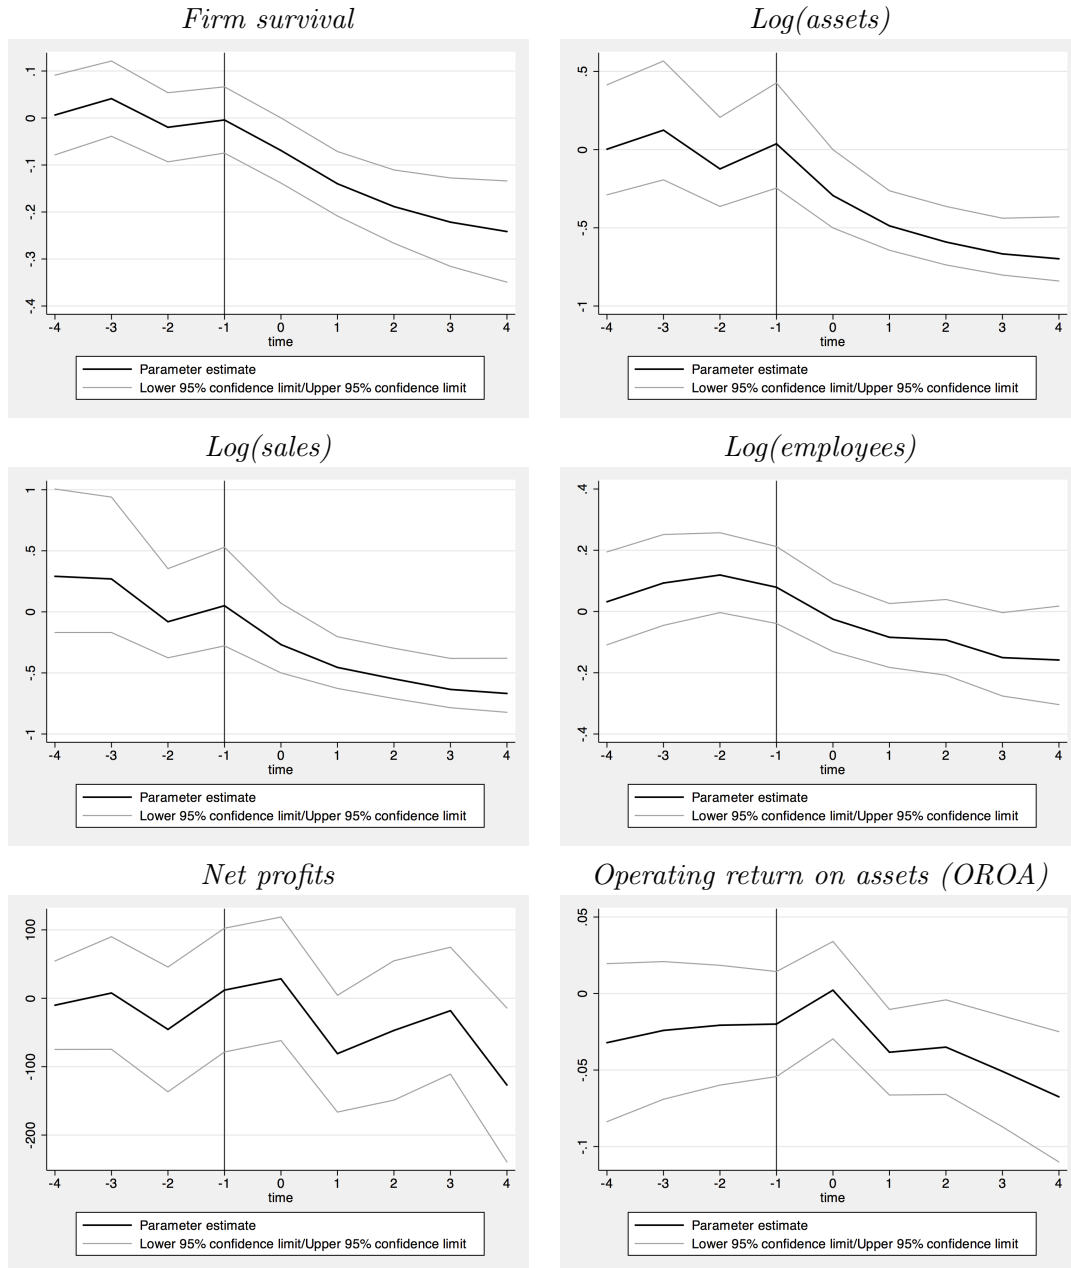 Firm survival
.1
0
-.1
-.2
-.3
-.4
-4 -3 -2 -1 0 1 2 3 4
time
Parameter estimate
Lower 95% confidence limit/Upper 95% confidence limit
Log(assets)
.5
0
-.5
-1
-4 -3 -2 -1 0 1 2 3 4
time
Parameter estimate
Lower 95% confidence limit/Upper 95% confidence limit
Log(sales)
1
.5
0
-.5
-1
-4 -3 -2 -1 0 1 2 3 4
time
Parameter estimate
Lower 95% confidence limit/Upper 95% confidence limit
Log(employees)
.4
.2
0
-.2
-.4
-4 -3 -2 -1 0 1 2 3 4
time
Parameter estimate
Lower 95% confidence limit/Upper 95% confidence limit
Net profits
100
0
-100
-200
-4 -3 -2 -1 0 1 2 3 4
time
Parameter estimate
Lower 95% confidence limit/Upper 95% confidence limit
Operating return on assets (OROA)
.05
0
-.05
-.1
-4 -3 -2 -1 0 1 2 3 4
time
Parameter estimate
Lower 95% confidence limit/Upper 95% confidence limit